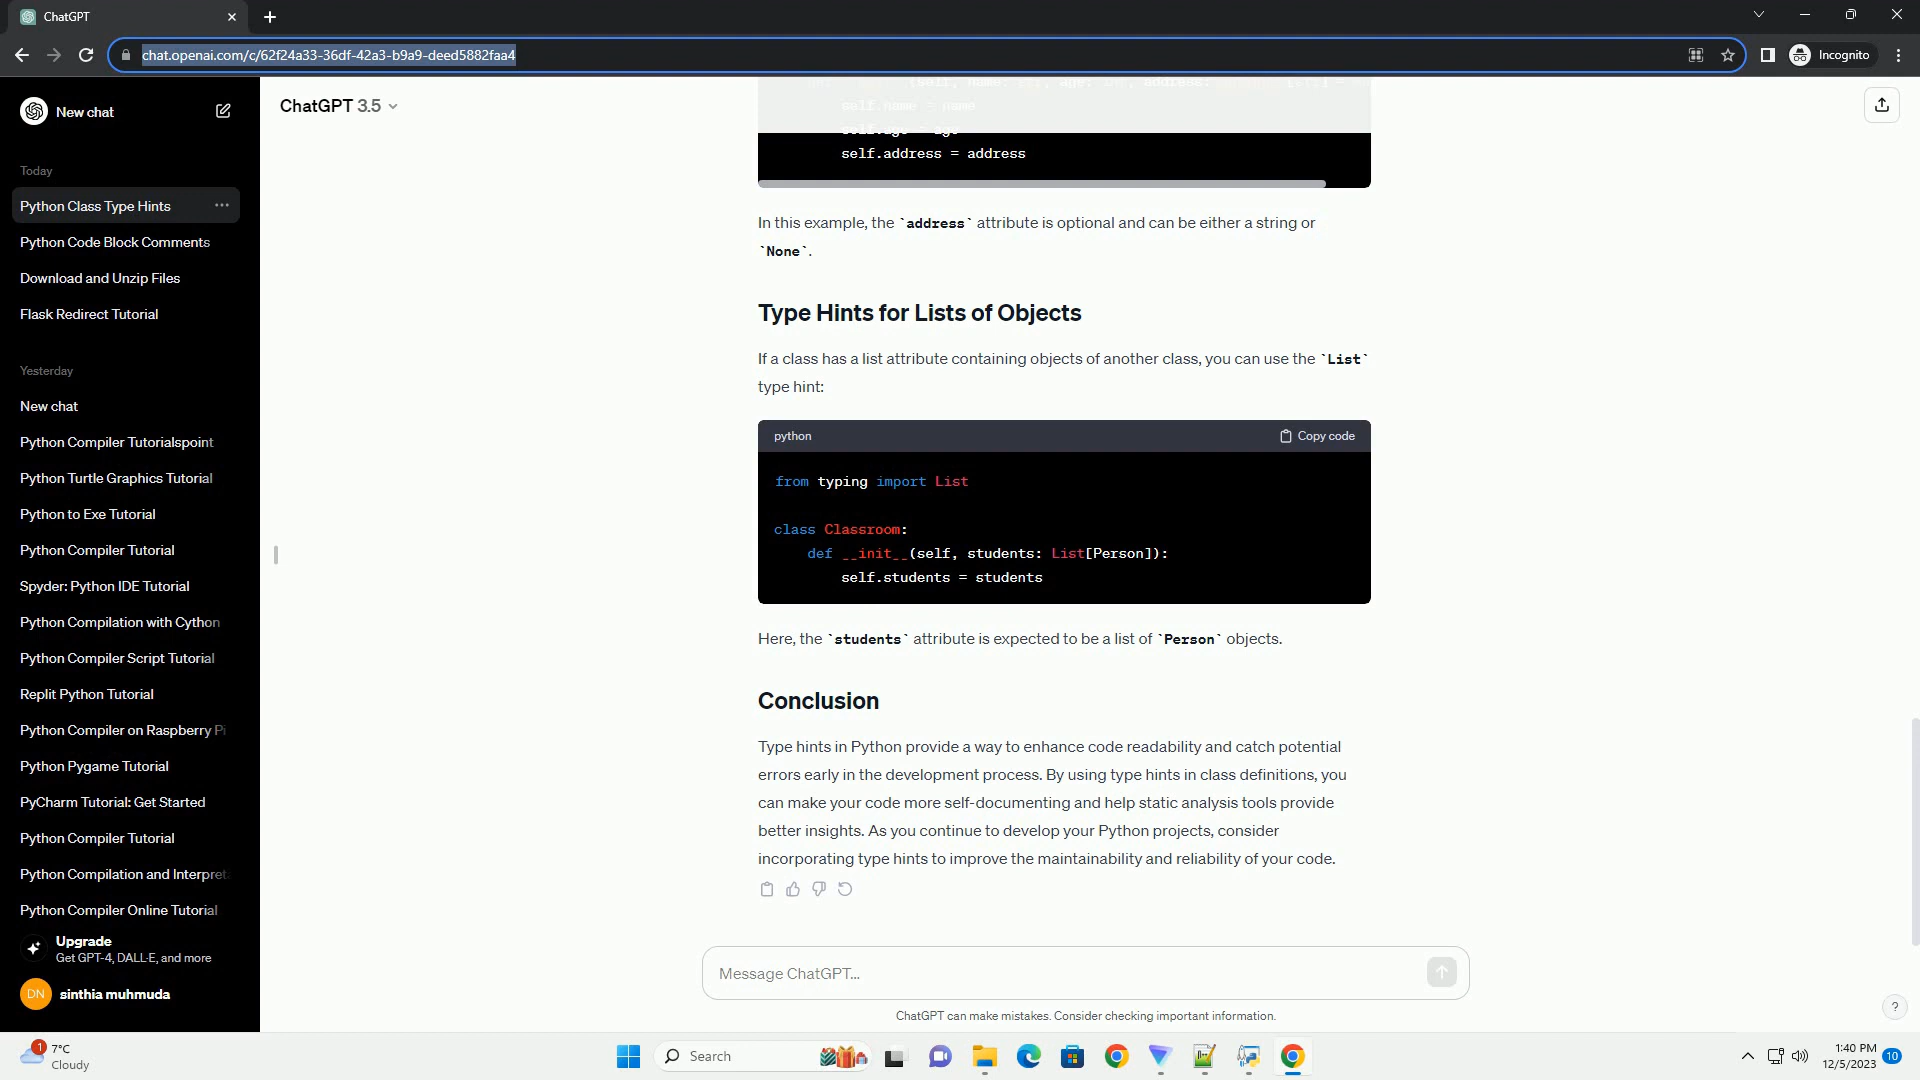 ChatGPT
chat.openai.com/c/62f24a33-36df-42a3-b9a9-deed5882faa4
Incognito
New chat
Today
Python Class Type Hints
Python Code Block Comments
Download and Unzip Files
Flask Redirect Tutorial
Yesterday
New chat
Python Compiler Tutorialspoint
Python Turtle Graphics Tutorial
Python to Exe Tutorial
Python Compiler Tutorial
Spyder: Python IDE Tutorial
Python Compilation with Cython
Python Compiler Script Tutorial
Replit Python Tutorial
Python Compiler on Raspberry Pi
Python Pygame Tutorial
PyCharm Tutorial: Get Started
Python Compiler Tutorial
Python Compilation and Interpret
Python Compiler Online Tutorial
Upgrade
Get GPT-4, DALL·E, and more
DN sinthia muhmuda
ChatGPT 3.5
self.name = name
self.age = age
self.address = address
In this example, the `address` attribute is optional and can be either a string or
`None`.
Type Hints for Lists of Objects
If a class has a list attribute containing objects of another class, you can use the `List`
type hint:
python Copy code
from typing import List
class Classroom:
def __init__(self, students: List[Person]):
self.students = students
Here, the `students` attribute is expected to be a list of `Person` objects.
Conclusion
Type hints in Python provide a way to enhance code readability and catch potential
errors early in the development process. By using type hints in class definitions, you
can make your code more self-documenting and help static analysis tools provide
better insights. As you continue to develop your Python projects, consider
incorporating type hints to improve the maintainability and reliability of your code.
Message ChatGPT...
ChatGPT can make mistakes. Consider checking important information.
?
1
7°C
Cloudy
Search
1:40 PM
12/5/2023
10